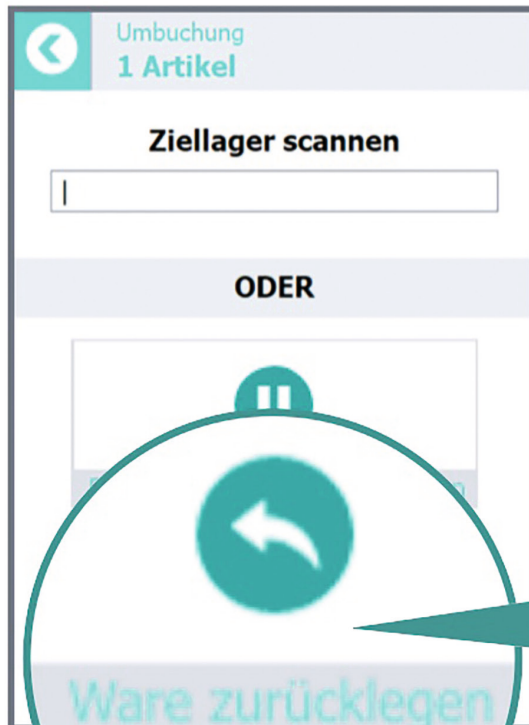 Umbuchung
1 Artikel
Ziellager scannen
ODER
Ware zurücklegen